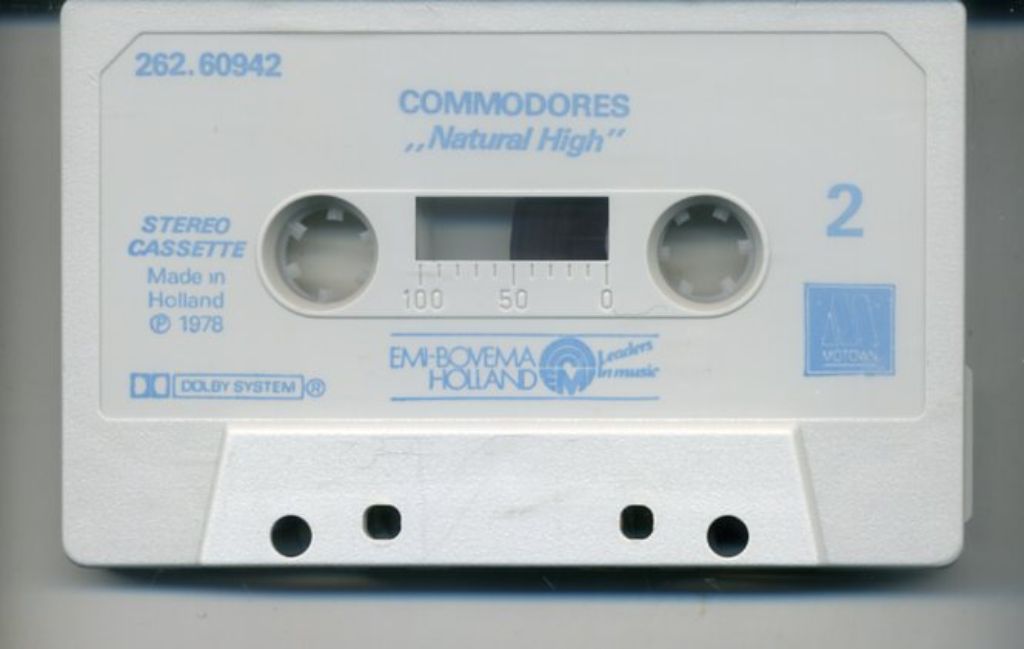 262.60942
COMMODORES
„Natural High”
2
STEREO
CASSETTE
Made in
Holland
℗ 1978
100 50 0
DOLBY SYSTEM ®
EMI-BOVEMA
HOLLAND
Leaders
in music
MOTOWN